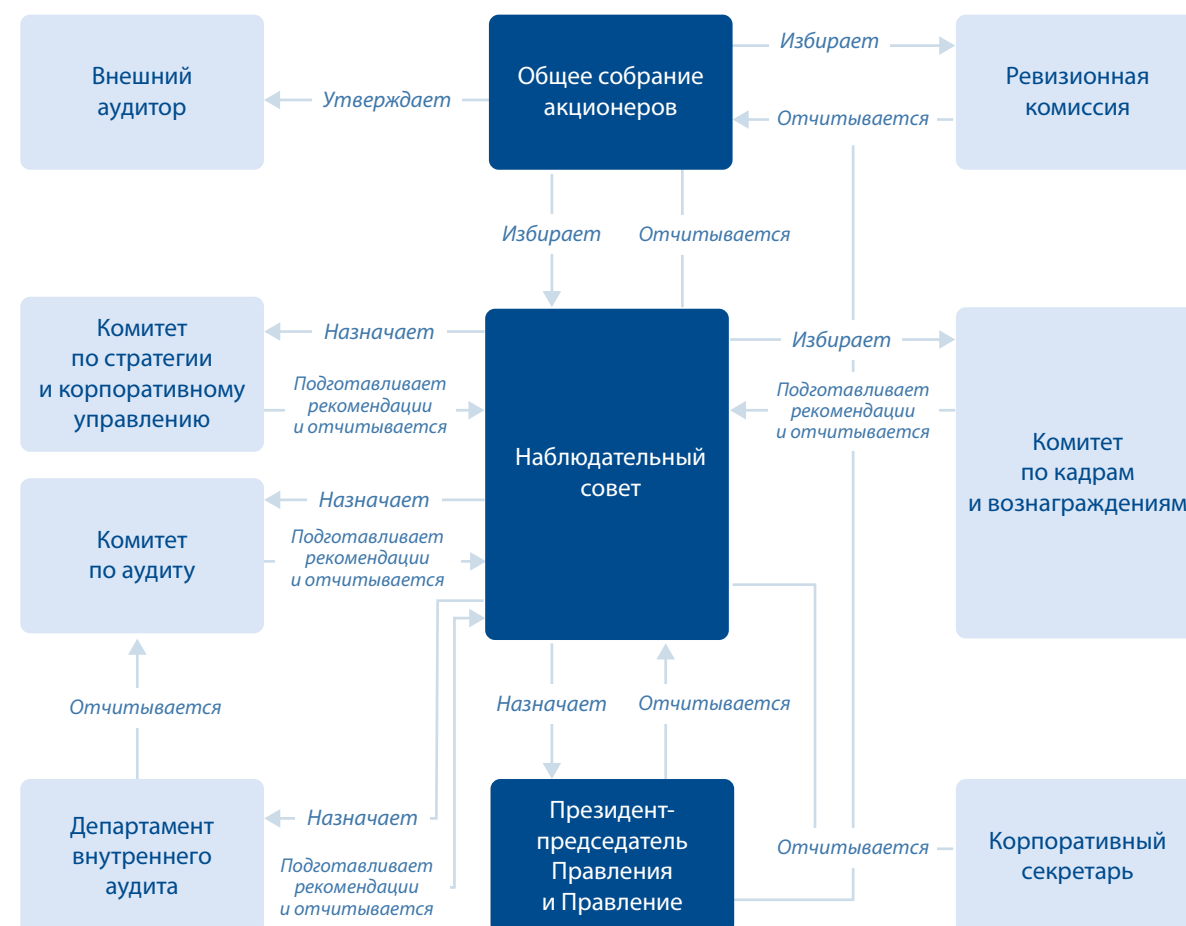 Внешний
аудитор
Утверждает
Общее собрание
акционеров
Избирает
Отчитывается
Ревизионная
комиссия
Избирает
Отчитывается
Комитет
по стратегии
и корпоративному
управлению
Назначает
Подготавливает
рекомендации
и отчитывается
Наблюдательный
совет
Избирает
Подготавливает
рекомендации
и отчитывается
Комитет
по кадрам
и вознаграждениям
Комитет
по аудиту
Назначает
Подготавливает
рекомендации
и отчитывается
Отчитывается
Назначает
Отчитывается
Департамент
внутреннего
аудита
Назначает
Подготавливает
рекомендации
и отчитывается
Президент-
председатель
Правления
и Правление
Отчитывается
Корпоративный
секретарь